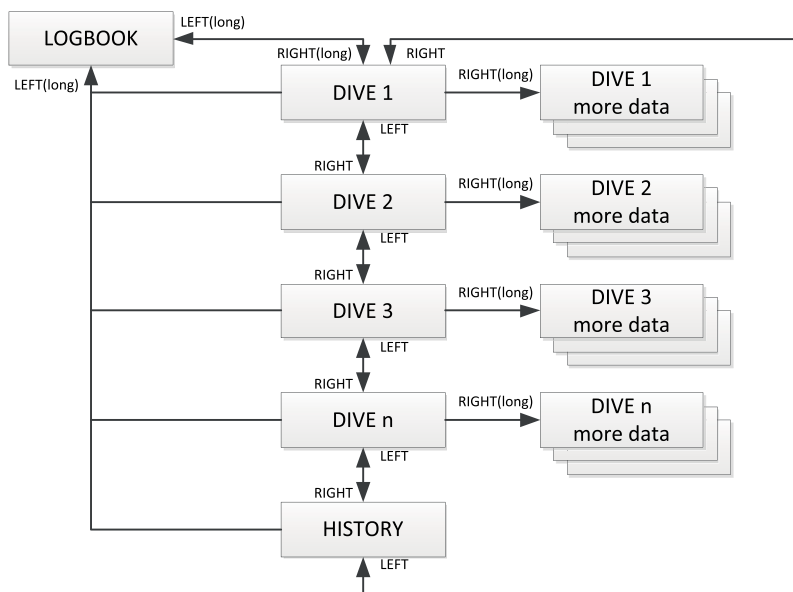 LOGBOOK
LEFT(long)
RIGHT(long)
RIGHT
LEFT(long)
DIVE 1
RIGHT(long)
DIVE 1
more data
LEFT
RIGHT
DIVE 2
RIGHT(long)
DIVE 2
more data
LEFT
RIGHT
DIVE 3
RIGHT(long)
DIVE 3
more data
LEFT
RIGHT
DIVE n
RIGHT(long)
DIVE n
more data
LEFT
RIGHT
HISTORY
LEFT